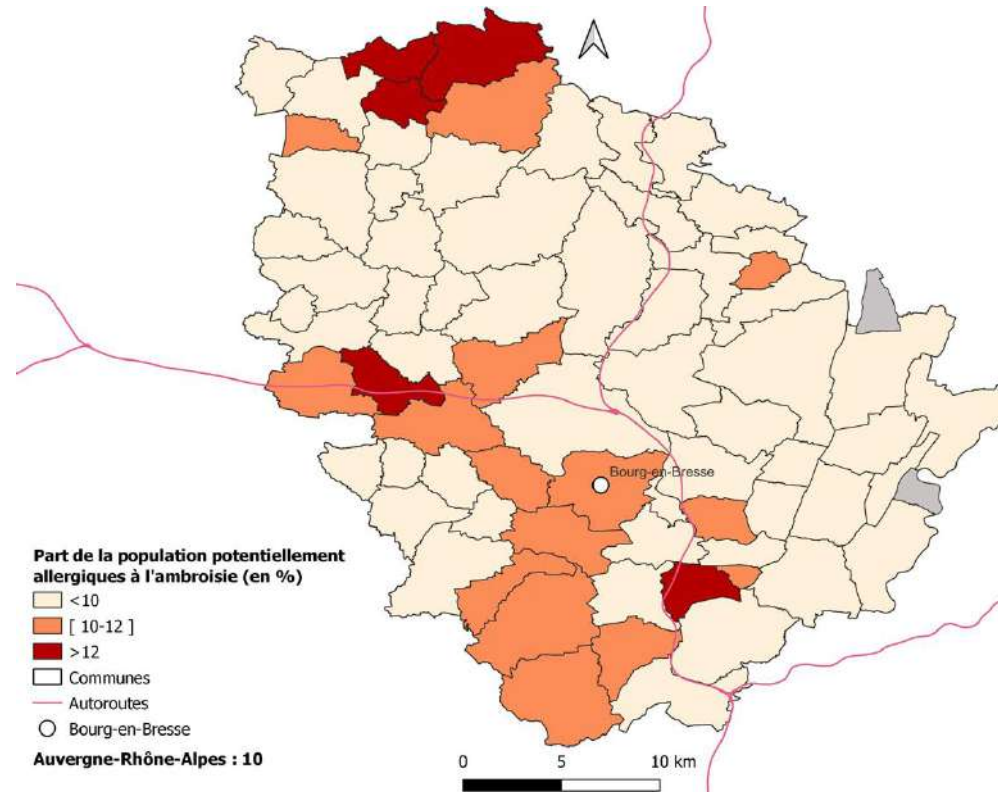 Bourg-en-Bresse
Part de la population potentiellement
allergiques à l'ambroisie (en %)
<10
[ 10-12 ]
>12
Communes
Autoroutes
Bourg-en-Bresse
Auvergne-Rhône-Alpes : 10
0 5 10 km